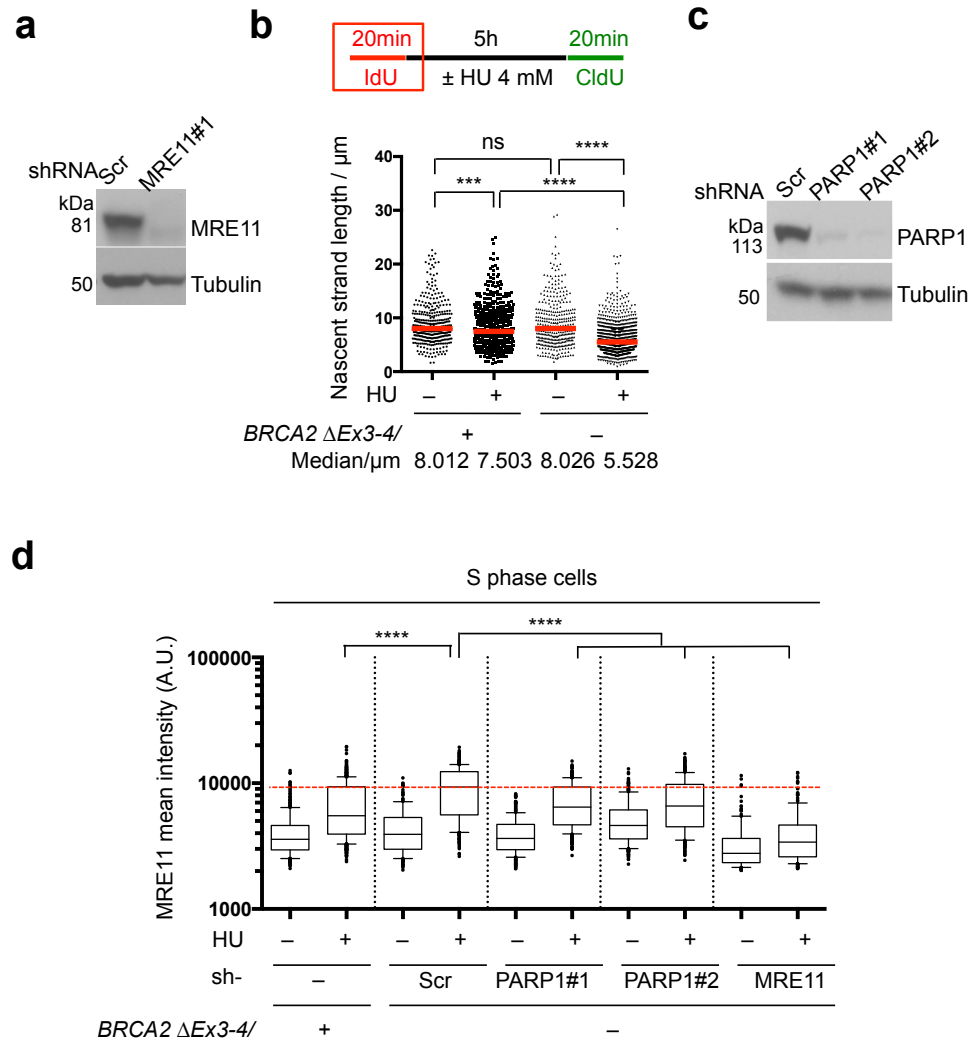 a
shRNA Scr MRE11#1
kDa
81 MRE11
50 Tubulin
b
20min 5h 20min
IdU ± HU 4 mM CldU
ns ****
*** ****
Nascent strand length / µm
40
30
20
10
0
HU – + – +
BRCA2 ΔEx3-4/ + –
Median/µm 8.012 7.503 8.026 5.528
c
shRNA Scr PARP1#1 PARP1#2
kDa
113 PARP1
50 Tubulin
d
S phase cells
**** ****
MRE11 mean intensity (A.U.)
100000
10000
1000
HU – + – + – + – + – +
sh- – Scr PARP1#1 PARP1#2 MRE11
BRCA2 ΔEx3-4/ + –